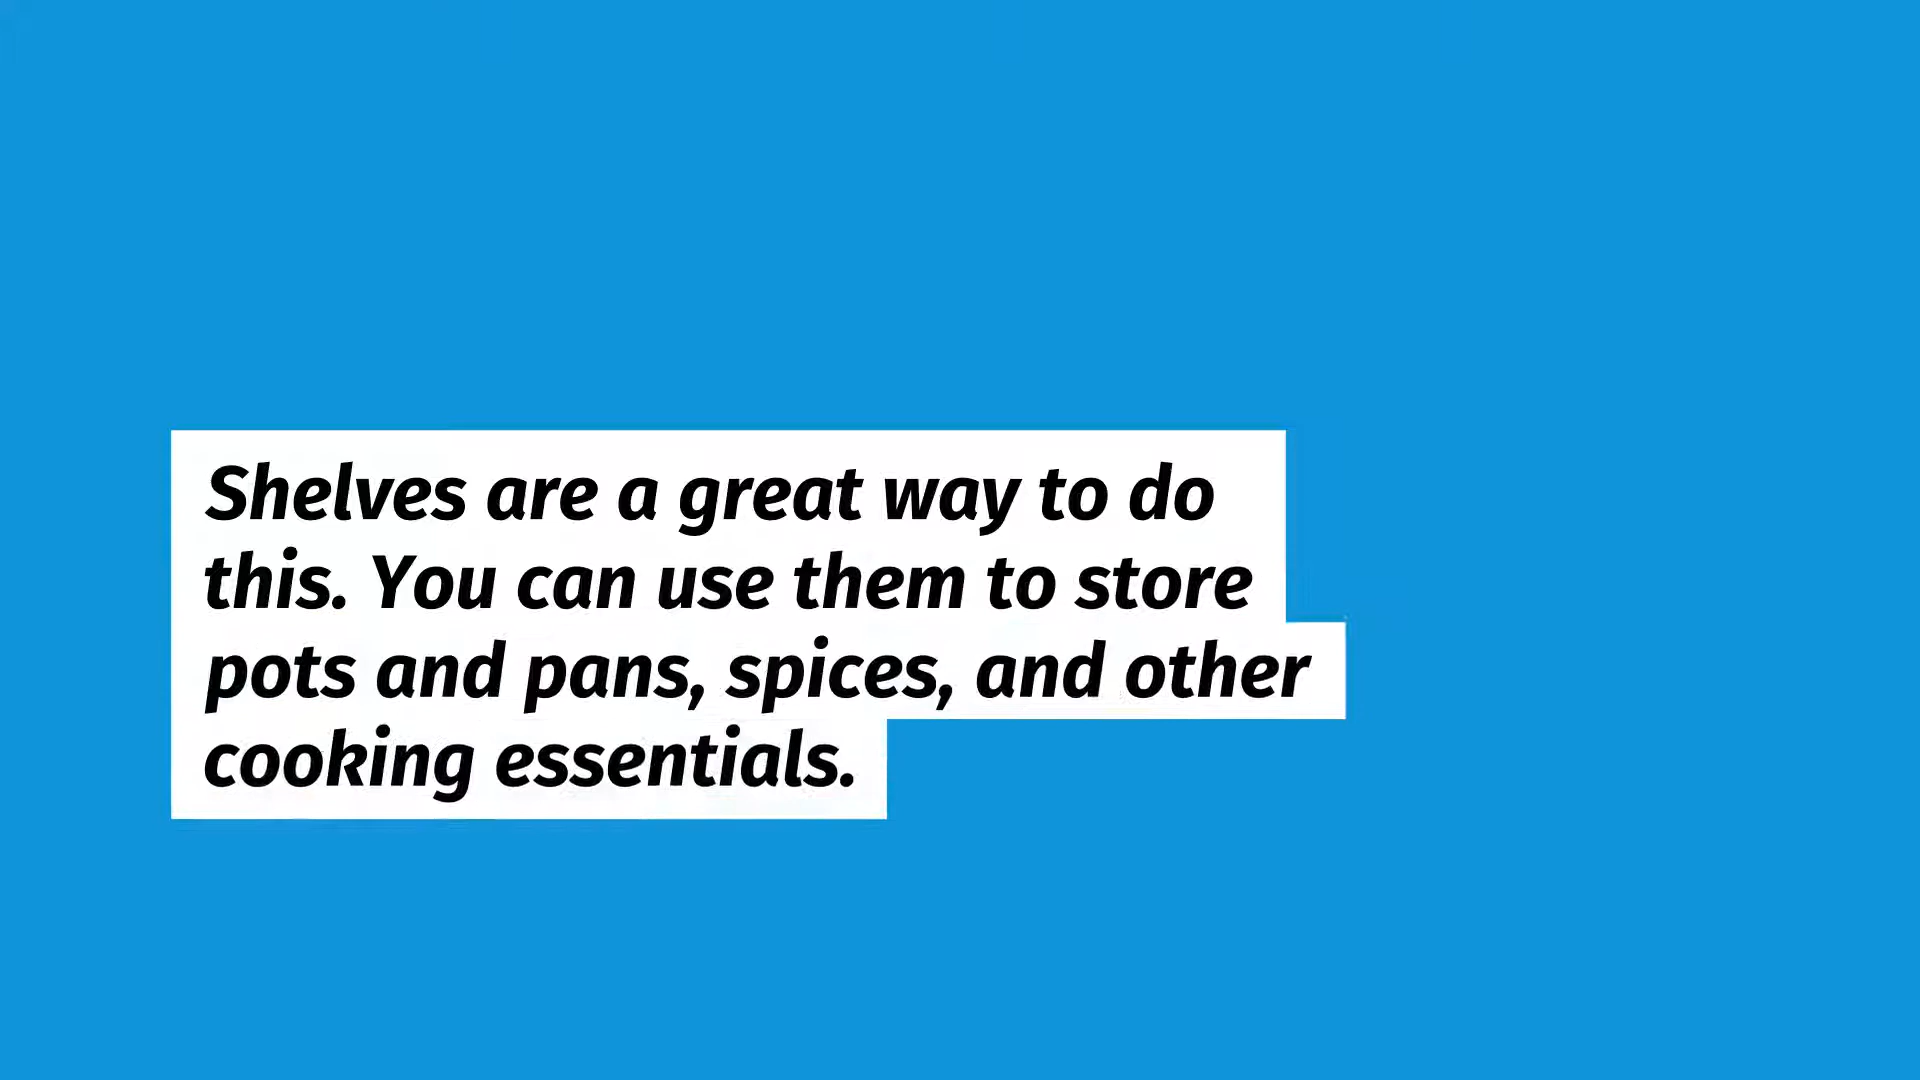 Shelves are a great way to do
this. You can use them to store
pots and pans, spices, and other
cooking essentials.